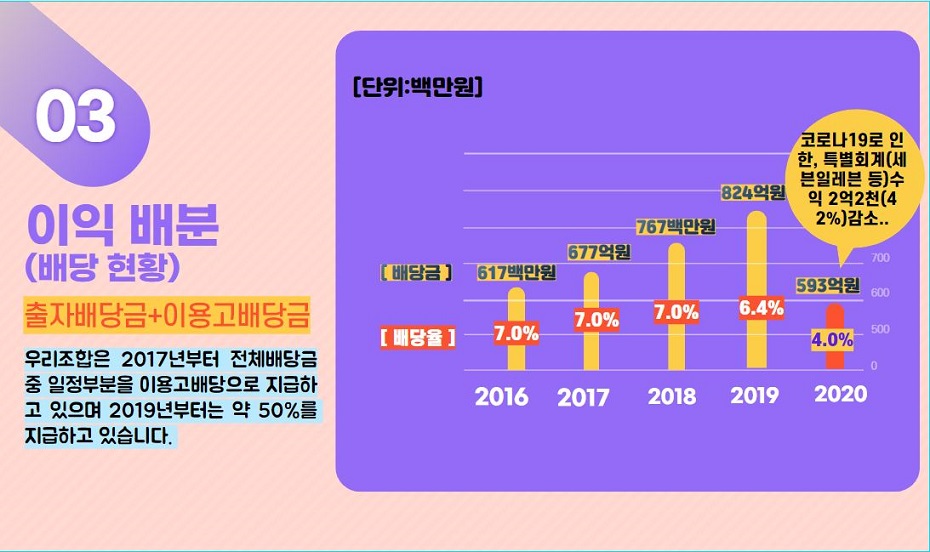 03
이익 배분
(배당 현황)
출자배당금+이용고배당금
우리조합은 2017년부터 전체배당금
중 일정부분을 이용고배당으로 지급하
고 있으며 2019년부터는 약 50%를
지급하고 있습니다.
[단위:백만원]
코로나19로 인
한, 특별회계(세
븐일레븐 등)수
익 2억2천(4
2%)감소..
[ 배당금 ]
617백만원
677억원
767백만원
824억원
593억원
[ 배당율 ]
7.0%
7.0%
7.0%
6.4%
4.0%
700
600
500
0
2016
2017
2018
2019
2020